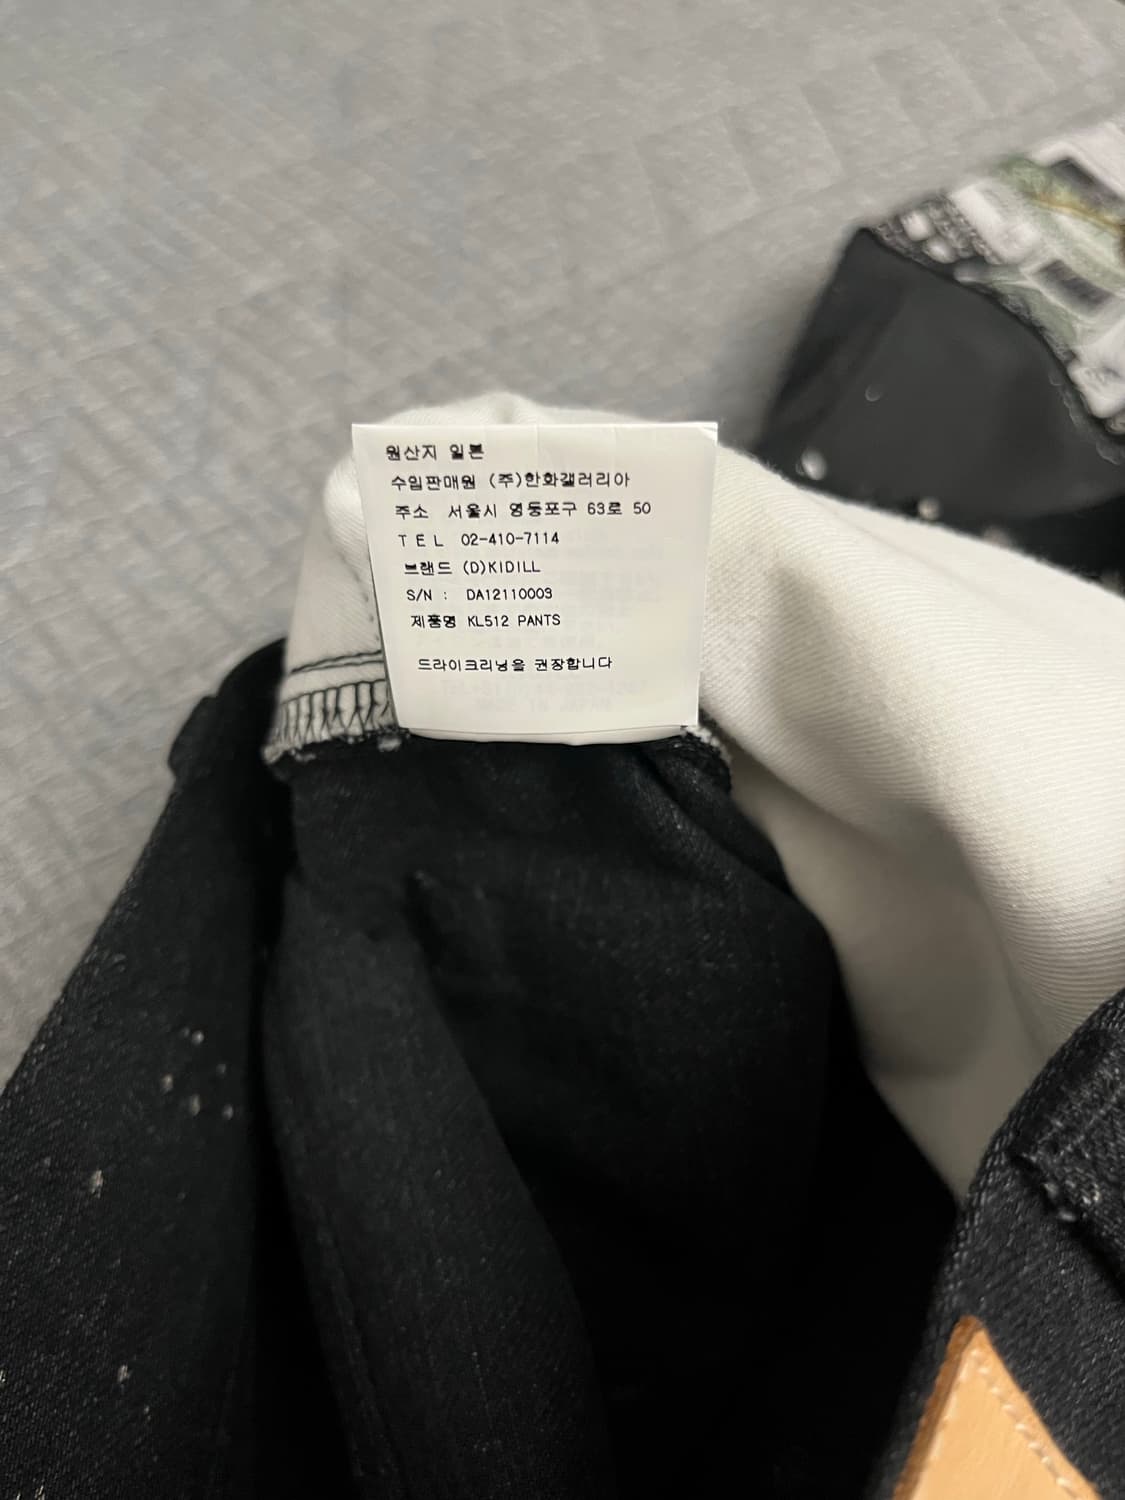 원산지 일본
수입판매원 (주)한화갤러리아
주소 서울시 영등포구 63로 50
TEL 02-410-7114
브랜드 (D)KIDILL
S/N : DA12110003
제품명 KL512 PANTS
드라이크리닝을 권장합니다